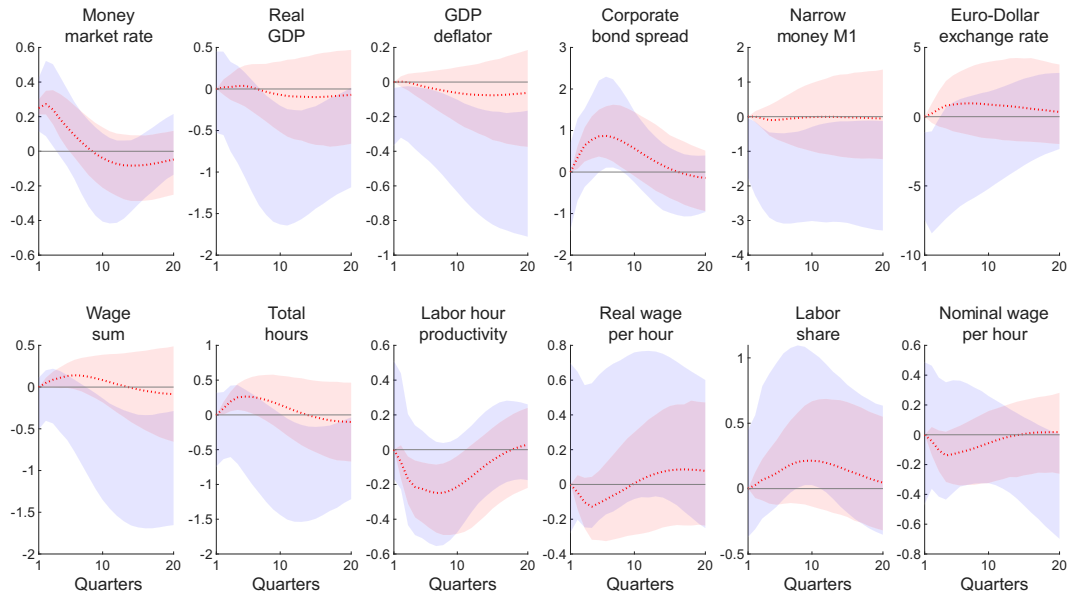 Money
market rate
Real
GDP
GDP
deflator
Corporate
bond spread
Narrow
money M1
Euro-Dollar
exchange rate
0.6
0.4
0.2
0
-0.2
-0.4
-0.6
1 10 20
0.5
0
-0.5
-1
-1.5
-2
1 10 20
0.2
0
-0.2
-0.4
-0.6
-0.8
-1
1 10 20
3
2
1
0
-1
-2
1 10 20
2
1
0
-1
-2
-3
-4
1 10 20
5
0
-5
-10
1 10 20
Wage
sum
Total
hours
Labor hour
productivity
Real wage
per hour
Labor
share
Nominal wage
per hour
0.5
0
-0.5
-1
-1.5
-2
1 10 20
Quarters
1
0.5
0
-0.5
-1
-1.5
-2
1 10 20
Quarters
0.6
0.4
0.2
0
-0.2
-0.4
-0.6
1 10 20
Quarters
0.8
0.6
0.4
0.2
0
-0.2
-0.4
1 10 20
Quarters
1
0.5
0
-0.5
1 10 20
Quarters
0.6
0.4
0.2
0
-0.2
-0.4
-0.6
-0.8
1 10 20
Quarters